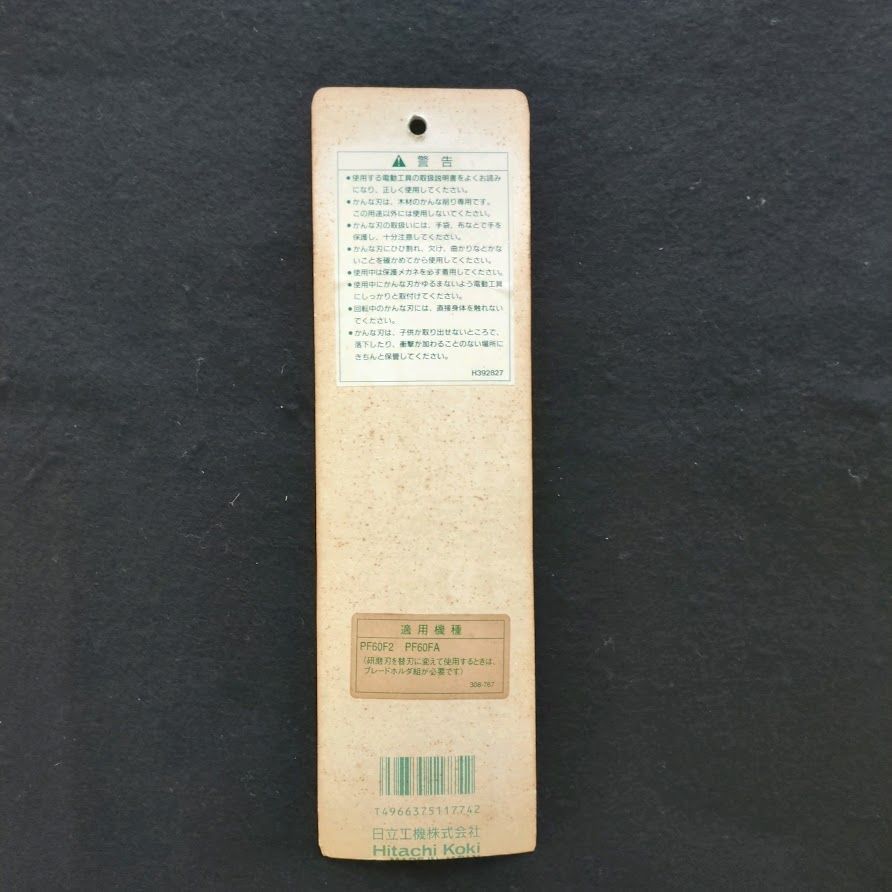 警告
●使用する電動工具の取扱説明書をよくお読み
になり、正しく使用してください。
●かんな刃は、木材のかんな削り専用です。
この用途以外には使用しないでください。
●かんな刃の取扱いには、手袋、布などで手を
保護し、十分注意してください。
●かんな刃にひび割れ、欠け、曲がりなどがな
いことを確かめてから使用してください。
●使用中は保護メガネを必ず着用してください。
●使用中にかんな刃がゆるまないよう電動工具
にしっかりと取付けてください。
●回転中のかんな刃には、直接身体を触れない
でください。
●かんな刃は、子供が取り出せないところで、
落下したり、衝撃が加わることのない場所に
きちんと保管してください。
H392827
適用機種
PF60F2 PF60FA
(研磨刃を替刃に変えて使用するときは、
ブレードホルダ組が必要です)
308-767
T4966375117742
日立工機株式会社
Hitachi Koki
MADE IN JAPAN